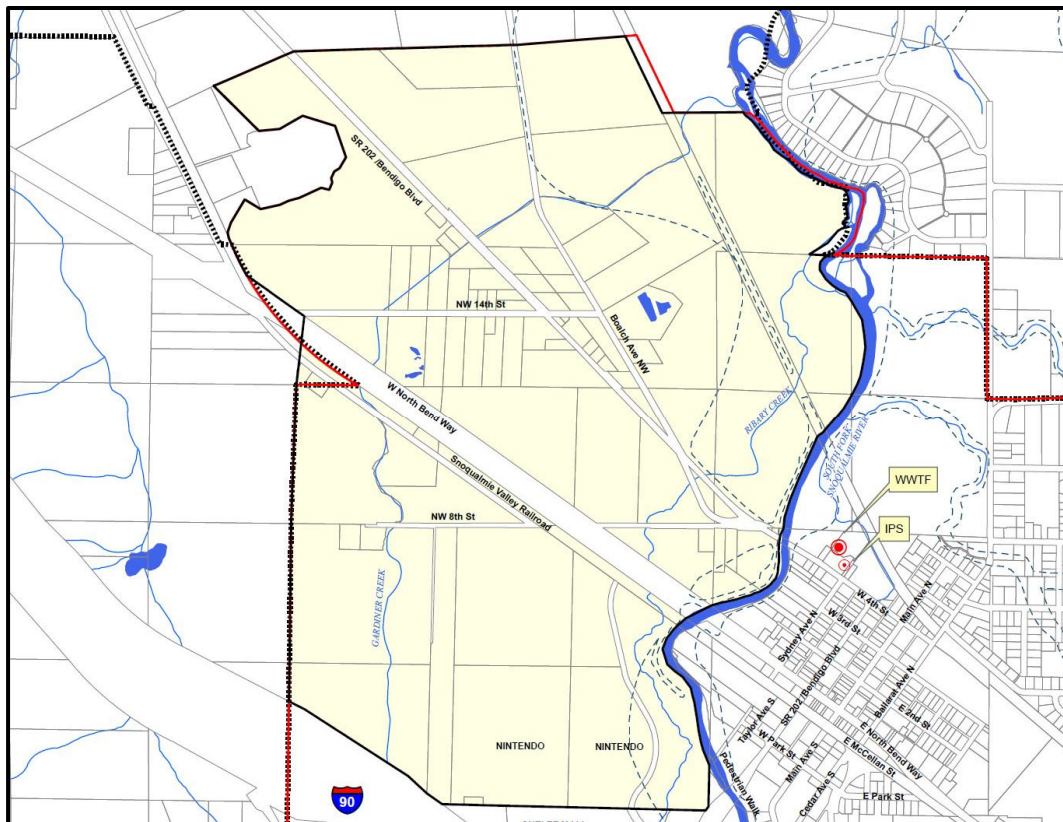 SR 202 /Bendigo Blvd
NW 14th St
Boalch Ave NW
W North Bend Way
RIBARY CREEK
SOUTH FORK
SNOQUALMIE RIVER
Snoqualmie Valley Railroad
WWTF
IPS
NW 8th St
GARDINER CREEK
W 4th St
Main Ave N
W 3rd St
Sydney Ave N
SR 202 /Bendigo Blvd
Ballarat Ave N
E 2nd St
Taylor Ave S
W Park St
E North Bend Way
E McCellan St
Main Ave S
Pedestrian Walk
Cedar Ave S
E Park St
NINTENDO
NINTENDO
90